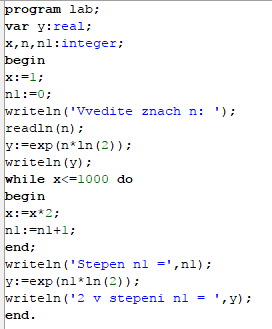 program lab;
var y:real;
x,n,n1:integer;
begin
x:=1;
n1:=0;
writeln('Vvedite znach n: ');
readln(n);
y:=exp(n*ln(2));
writeln(y);
while x<=1000 do
begin
x:=x*2;
n1:=n1+1;
end;
writeln('Stepen n1 =',n1);
y:=exp(n1*ln(2));
writeln('2 v stepeni n1 = ',y);
end.